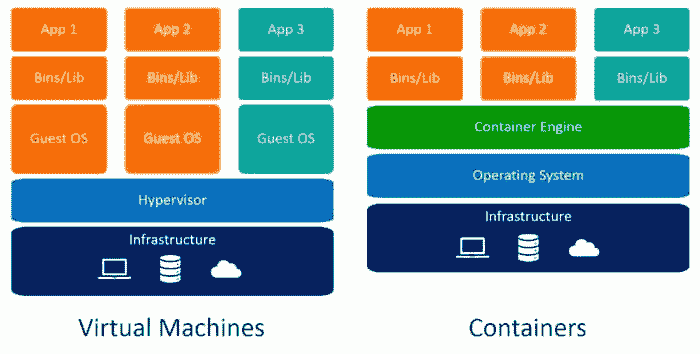 App 1
App 2
App 3
Bins/Lib
Bins/Lib
Bins/Lib
Guest OS
Guest OS
Guest OS
Hypervisor
Infrastructure
Virtual Machines
App 1
App 2
App 3
Bins/Lib
Bins/Lib
Bins/Lib
Container Engine
Operating System
Infrastructure
Containers